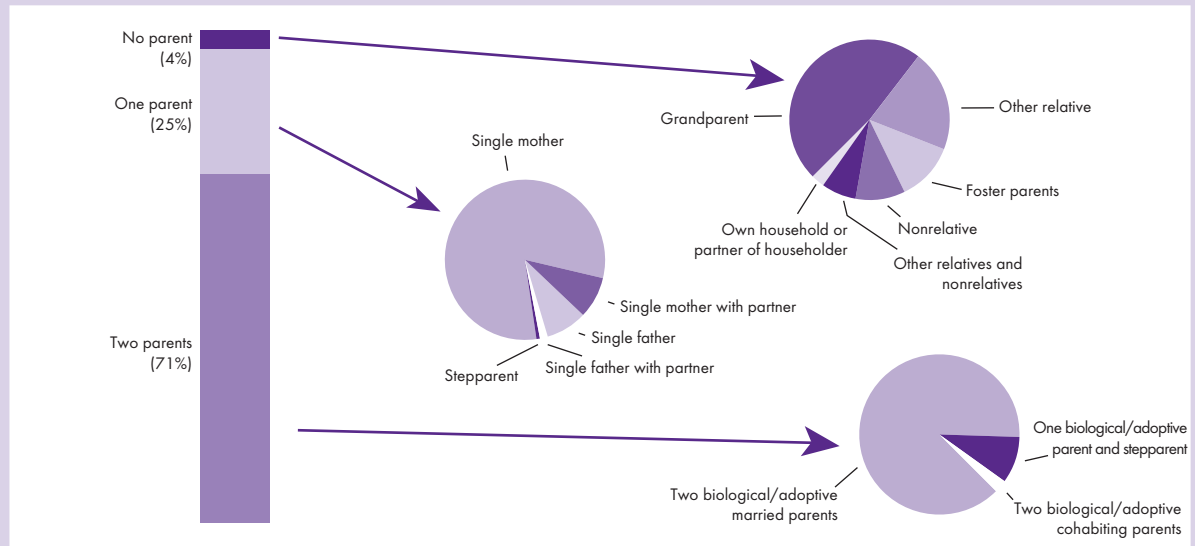 No parent
(4%)
One parent
(25%)
Two parents
(71%)
Single mother
Single mother with partner
Single father
Single father with partner
Stepparent
Grandparent
Other relative
Foster parents
Nonrelative
Other relatives and
nonrelatives
Own household or
partner of householder
One biological/adoptive
parent and stepparent
Two biological/adoptive
cohabiting parents
Two biological/adoptive
married parents